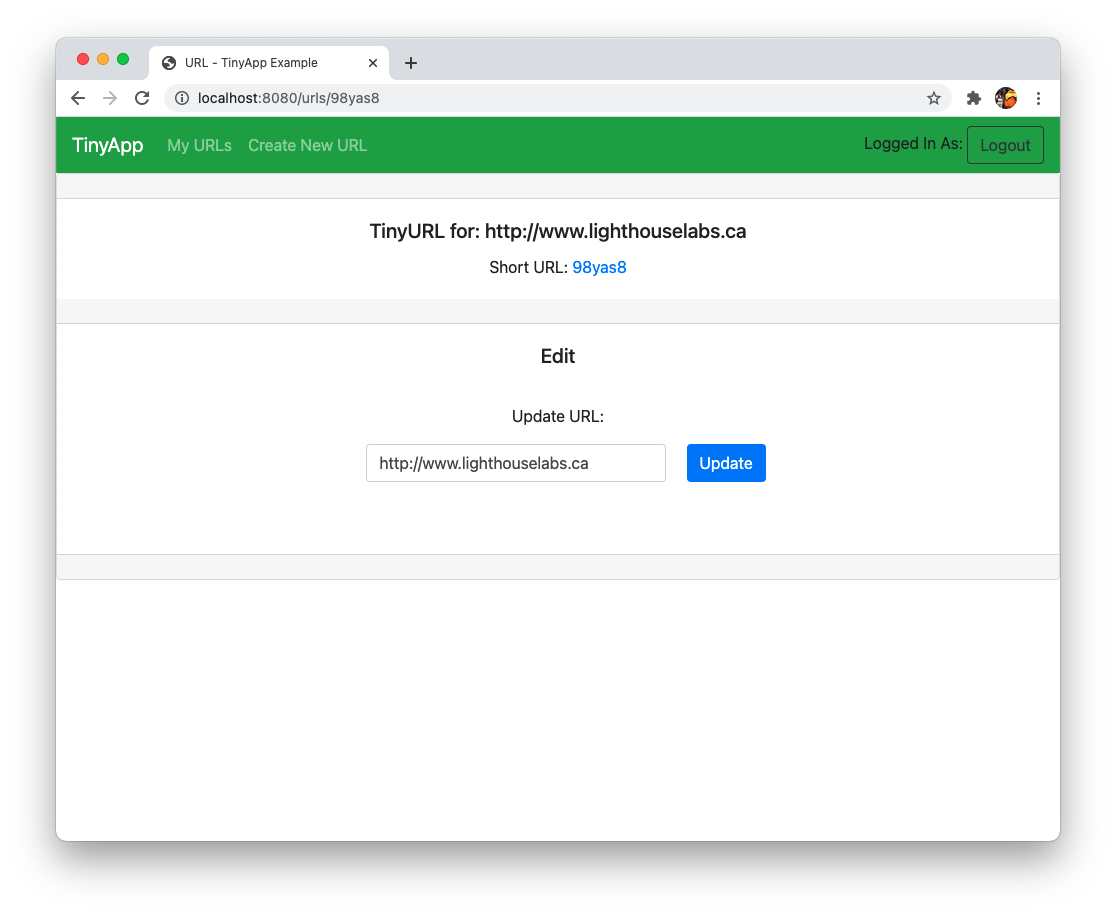 URL - TinyApp Example
localhost:8080/urls/98yas8
TinyApp My URLs Create New URL Logged In As: Logout
TinyURL for: http://www.lighthouselabs.ca
Short URL: 98yas8
Edit
Update URL:
http://www.lighthouselabs.ca Update